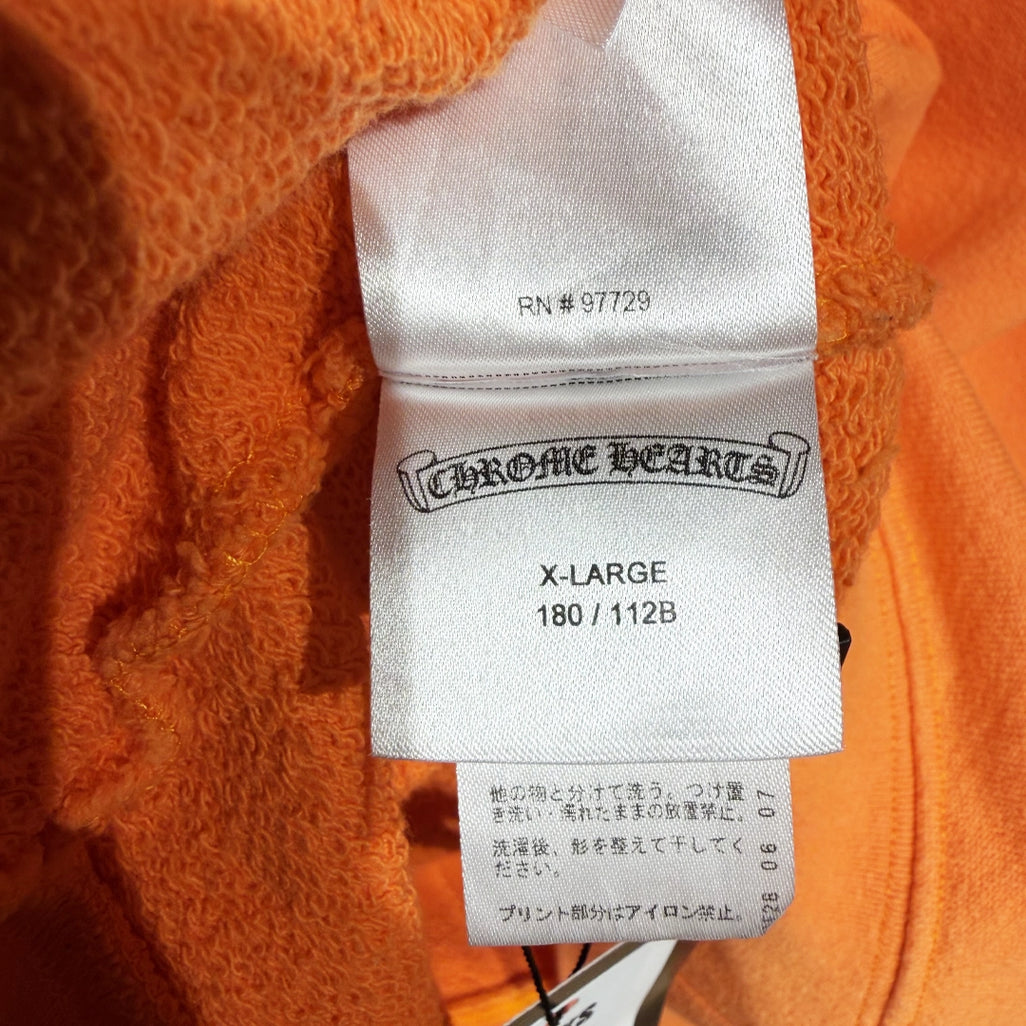 RN # 97729
CHROME HEARTS
X-LARGE
180 / 112B
他の物と分けて洗う。つけ置
き洗い・濡れたままの放置禁止。
洗濯後、形を整えて干してく
ださい。
プリント部分はアイロン禁止。
06 07